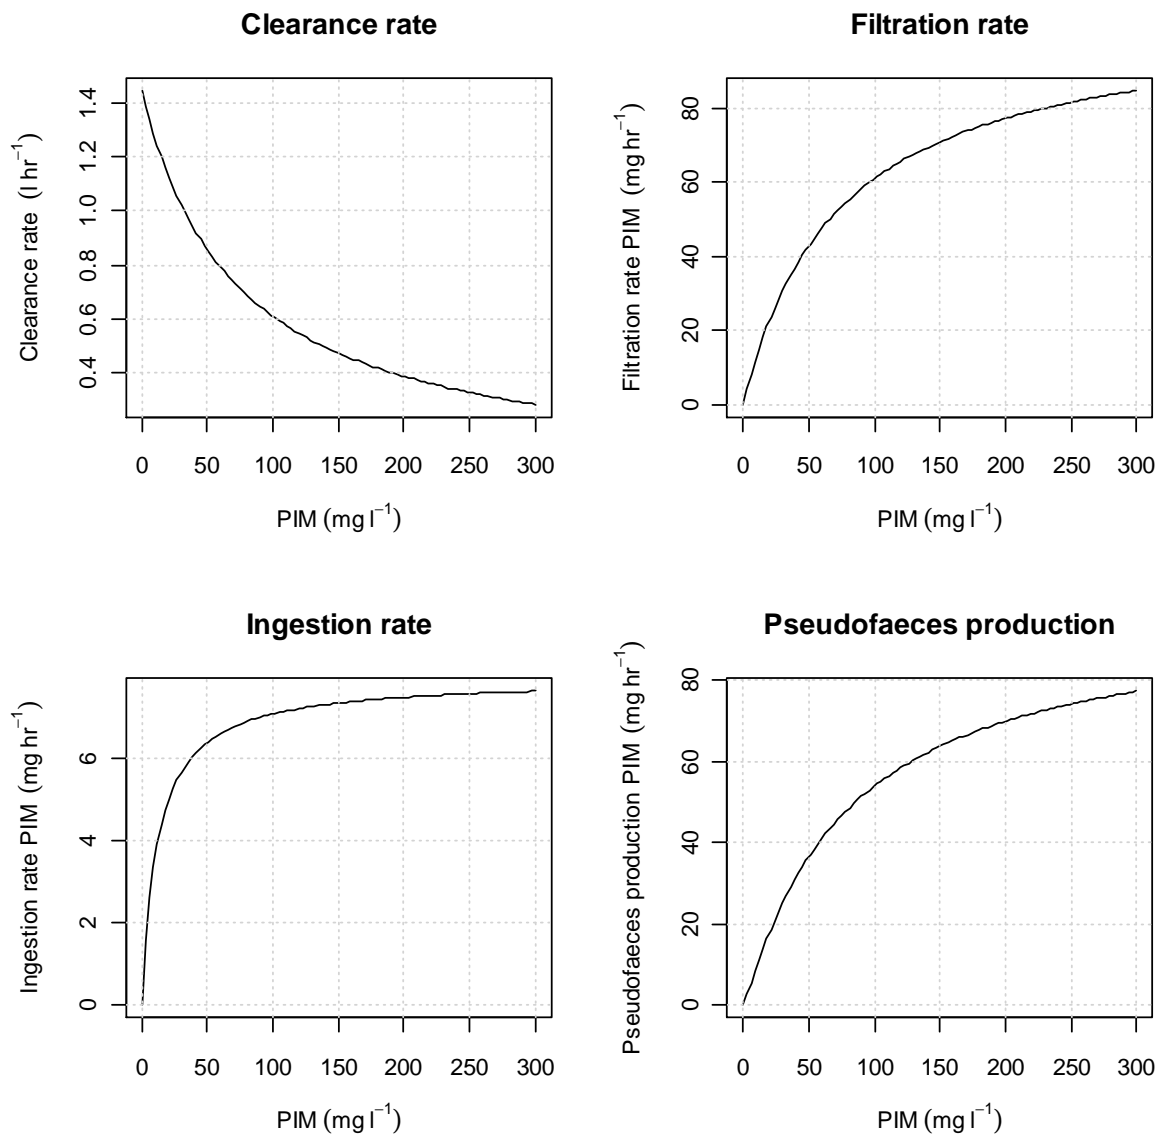 Clearance rate
Clearance rate (l hr⁻¹)
1.4
1.2
1.0
0.8
0.6
0.4
0 50 100 150 200 250 300
PIM (mg l⁻¹)
Filtration rate
Filtration rate PIM (mg hr⁻¹)
80
60
40
20
0
0 50 100 150 200 250 300
PIM (mg l⁻¹)
Ingestion rate
Ingestion rate PIM (mg hr⁻¹)
6
4
2
0
0 50 100 150 200 250 300
PIM (mg l⁻¹)
Pseudofaeces production
Pseudofaeces production PIM (mg hr⁻¹)
80
60
40
20
0
0 50 100 150 200 250 300
PIM (mg l⁻¹)